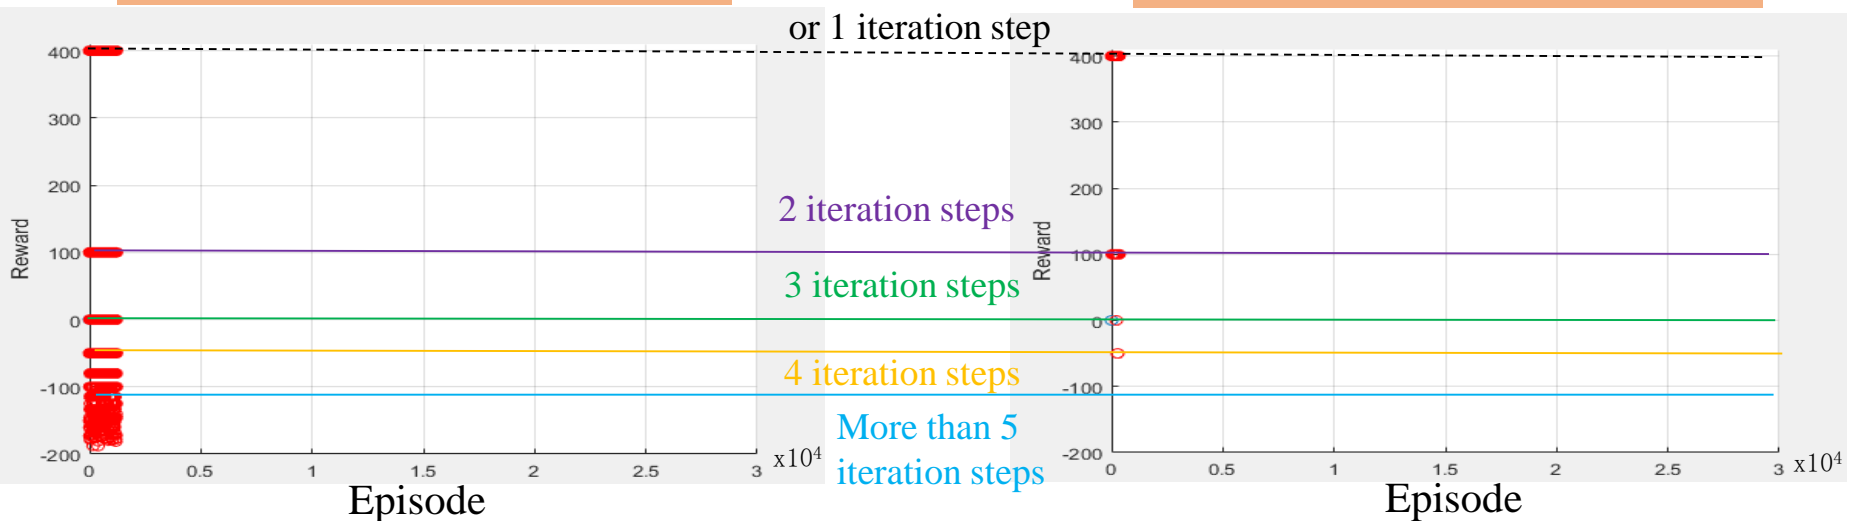 or 1 iteration step
400
300
200
100
0
-100
-200
Reward
0
0.5
1
1.5
2
2.5
3
x10⁴
Episode
2 iteration steps
3 iteration steps
4 iteration steps
More than 5
iteration steps
400
300
200
100
0
-100
-200
Reward
0
0.5
1
1.5
2
2.5
3
x10⁴
Episode